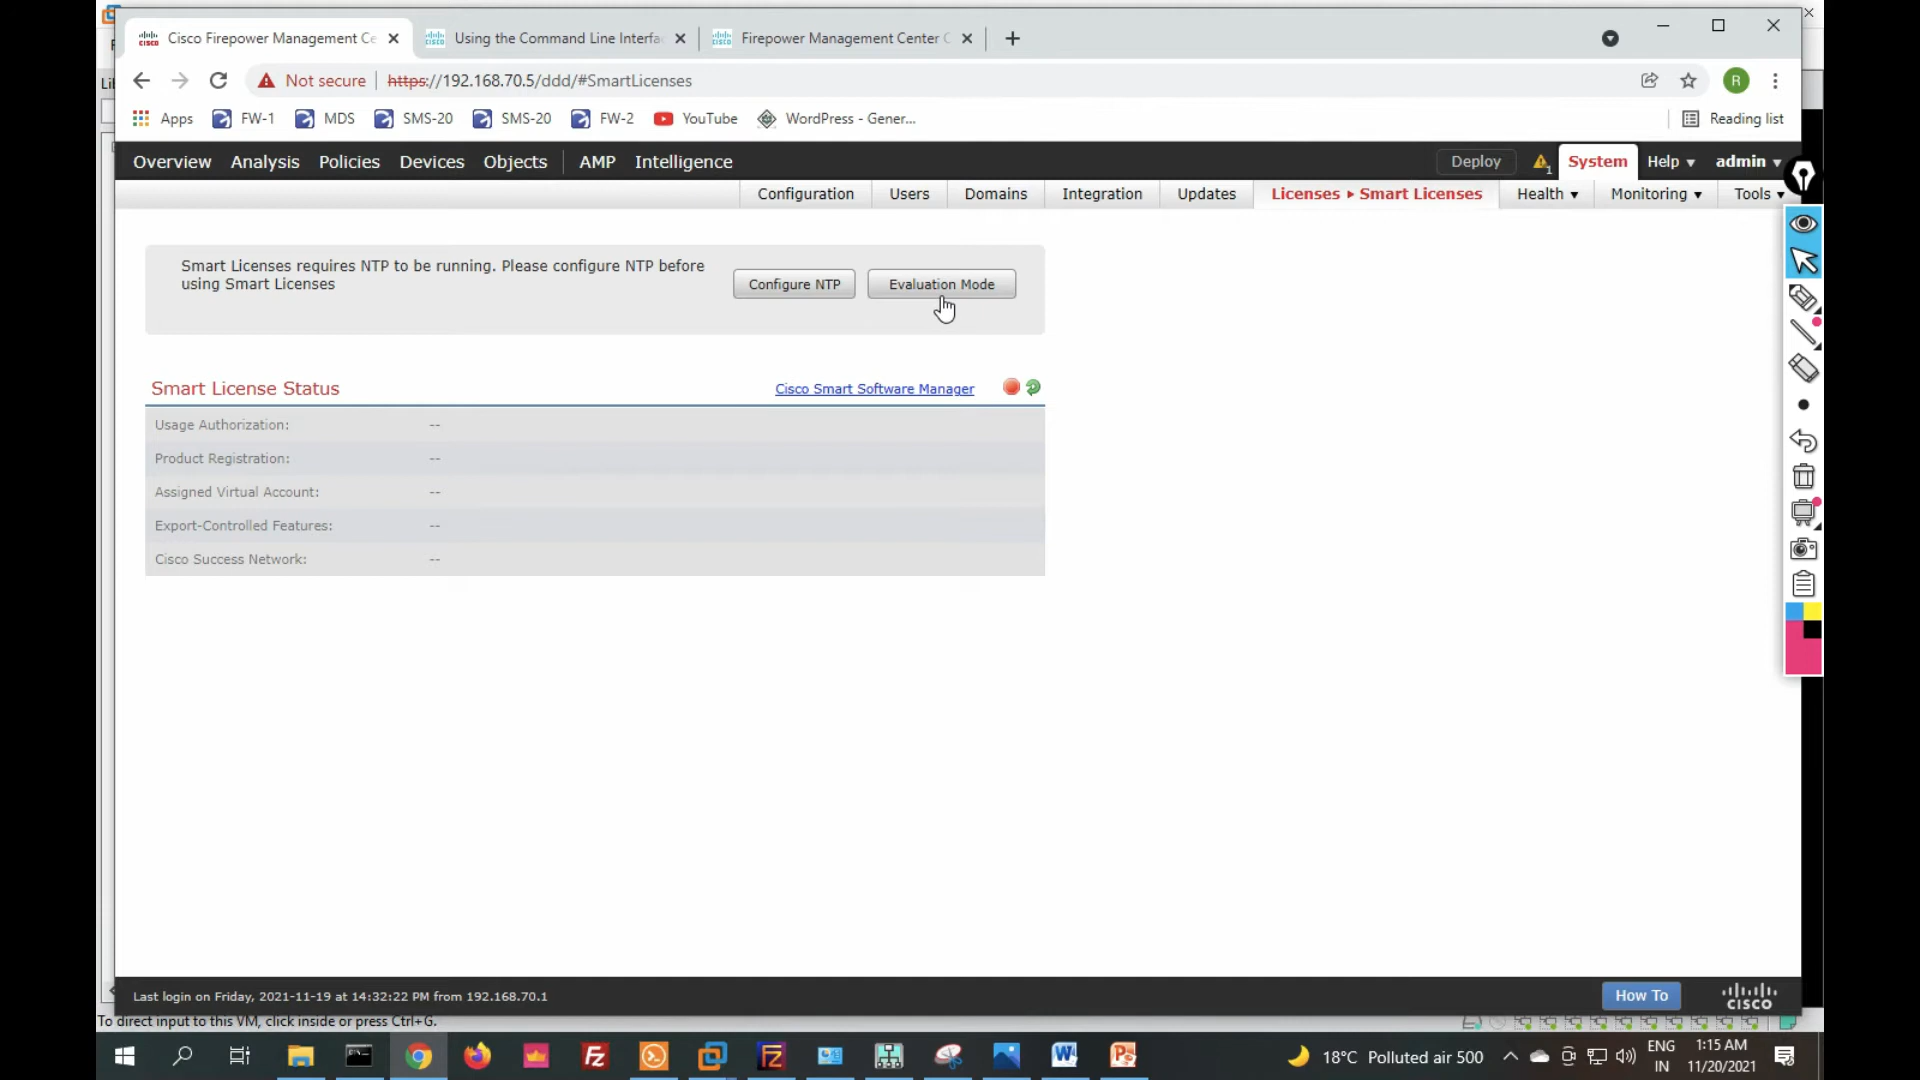 Cisco Firepower Management Ce
Using the Command Line Interfa
Firepower Management Center C
Not secure
https://192.168.70.5/ddd/#SmartLicenses
R
Apps
FW-1
MDS
SMS-20
SMS-20
FW-2
YouTube
WordPress - Gener...
Reading list
Overview Analysis Policies Devices Objects AMP Intelligence
Deploy
1
System
Help
admin
Configuration Users Domains Integration Updates Licenses ▸ Smart Licenses Health Monitoring Tools
Smart Licenses requires NTP to be running. Please configure NTP before
using Smart Licenses
Configure NTP
Evaluation Mode
Smart License Status
Cisco Smart Software Manager
Usage Authorization: --
Product Registration: --
Assigned Virtual Account: --
Export-Controlled Features: --
Cisco Success Network: --
Last login on Friday, 2021-11-19 at 14:32:22 PM from 192.168.70.1
How To
CISCO
To direct input to this VM, click inside or press Ctrl+G.
18°C Polluted air 500
ENG
IN
1:15 AM
11/20/2021